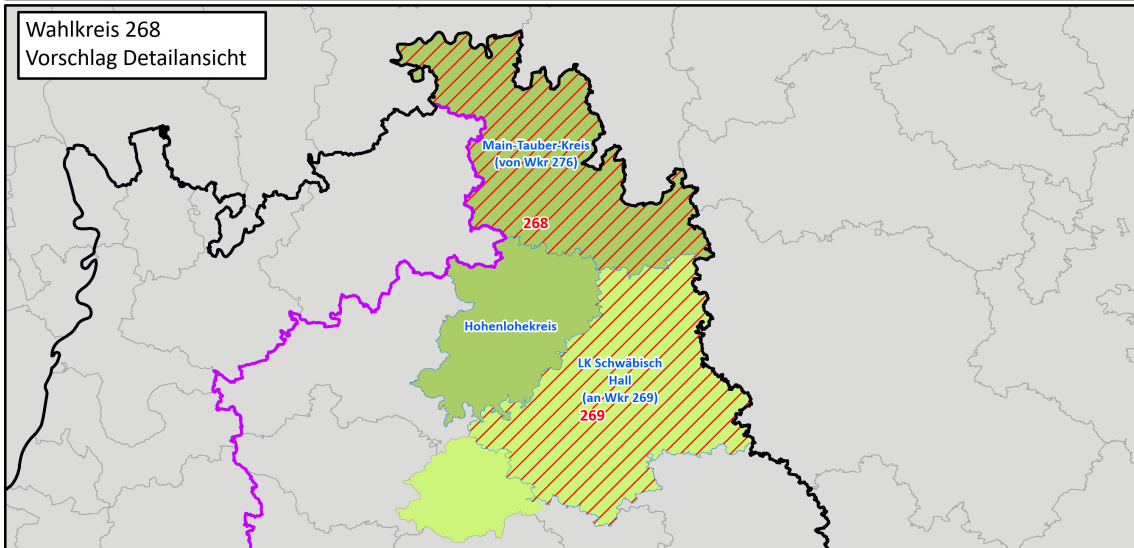 Wahlkreis 268
Vorschlag Detailansicht
Main-Tauber-Kreis
(von Wkr 276)
268
Hohenlohekreis
LK Schwäbisch
Hall
(an Wkr 269)
269